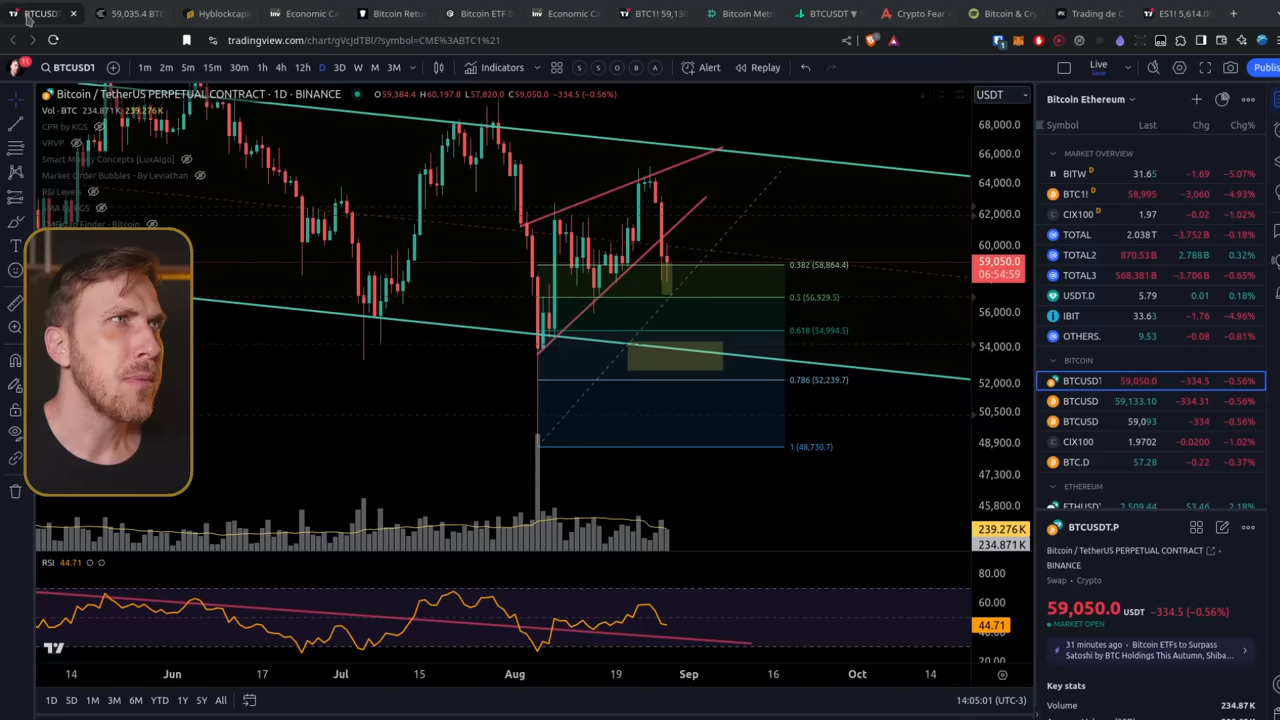 BTCUSDT
59,035.4 BT
Hyblockcap
Economic Ca
Bitcoin Retur
Bitcoin ETF D
Economic Ca
BTC1! 59,13
Bitcoin Metr
BTCUSDT ▼
Crypto Fear
Bitcoin & Cry
Trading de C
ES1! 5,614.0
tradingview.com/chart/gVcJdTBl/?symbol=CME%3ABTC1%21
11
BTCUSDT
1m 2m 5m 15m 30m 1h 4h 12h D 3D W M 3M
Indicators
S S O B A
Alert
Replay
Live
Save
Publis
Bitcoin / TetherUS PERPETUAL CONTRACT · 1D · BINANCE
O59,384.4 H60,197.8 L57,820.0 C59,050.0 −334.5 (−0.56%)
Vol · BTC 234.871K 239.276K
CPR by KGS
VRVP
Smart Money Concepts [LuxAlgo]
Market Order Bubbles - By Leviathan
RSI Levels
USDT
68,000.0
66,000.0
64,000.0
62,000.0
60,000.0
59,050.0
06:54:59
56,000.0
54,000.0
52,000.0
50,500.0
48,900.0
47,300.0
45,800.0
239.276K
234.871K
0.382 (58,864.4)
0.5 (56,929.5)
0.618 (54,994.5)
0.786 (52,239.7)
1 (48,730.7)
RSI 44.71
80.00
60.00
44.71
40.00
20.00
14 Jun 17 Jul 15 Aug 19 Sep 16 Oct 14
1D 5D 1M 3M 6M YTD 1Y 5Y All
14:05:01 (UTC-3)
Bitcoin Ethereum
Symbol Last Chg Chg%
MARKET OVERVIEW
BITW D 31.65 −1.69 −5.07%
BTC1! D 58,995 −3,060 −4.93%
CIX100 D 1.97 −0.02 −1.02%
TOTAL 2.038 T −3.752 B −0.18%
TOTAL2 870.53 B 2.788 B 0.32%
TOTAL3 568.381 B −3.706 B −0.65%
USDT.D 5.79 0.01 0.18%
IBIT 33.63 −1.76 −4.96%
OTHERS. 9.53 −0.08 −0.81%
BITCOIN
BTCUSDT 59,050.0 −334.5 −0.56%
BTCUSD 59,133.10 −334.31 −0.56%
BTCUSD 59,093 −334 −0.56%
CIX100 1.9702 −0.0200 −1.02%
BTC.D 57.28 −0.22 −0.37%
ETHEREUM
ETHUSDT 2,509.44 53.46 2.18%
BTCUSDT.P
Bitcoin / TetherUS PERPETUAL CONTRACT ·
BINANCE
Swap • Crypto
59,050.0 USDT −334.5 (−0.56%)
MARKET OPEN
31 minutes ago · Bitcoin ETFs to Surpass
Satoshi by BTC Holdings This Autumn, Shiba...
Key stats
Volume 234.87 K